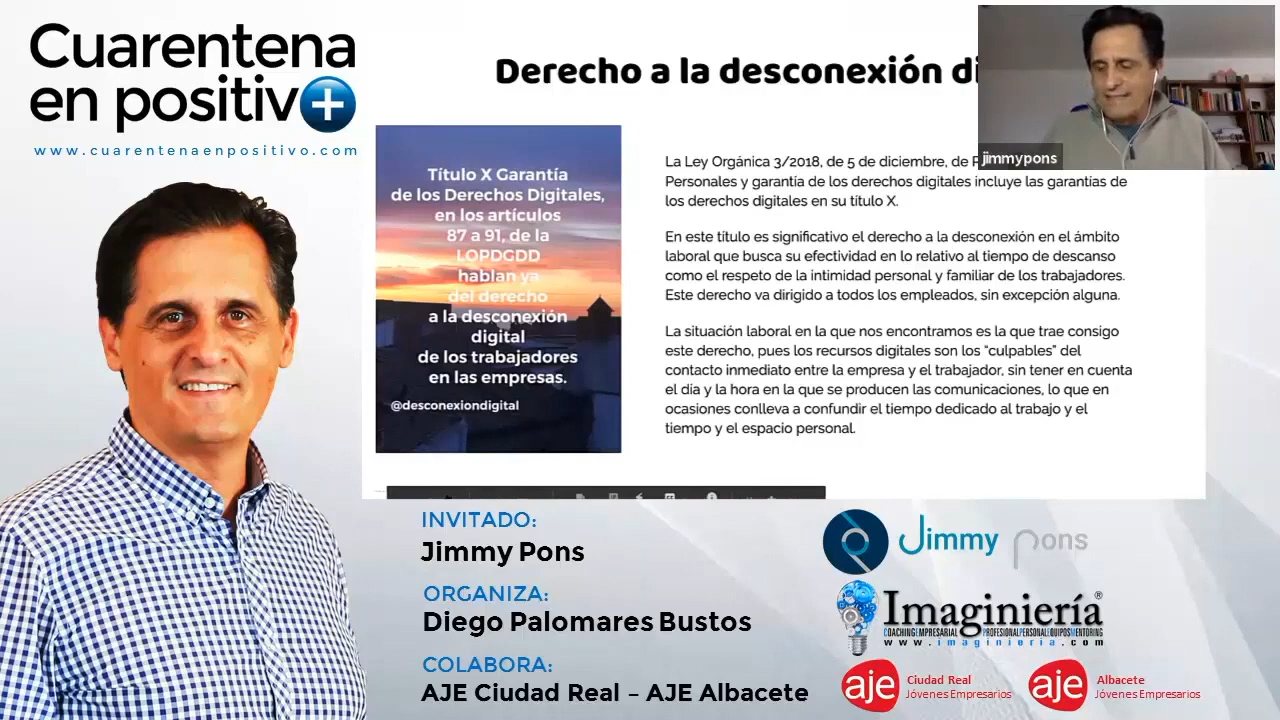 Cuarentena
en positiv+
www.cuarentenaenpositivo.com
Derecho a la desconexión di
jimmypons
Título X Garantía
de los Derechos Digitales,
en los artículos
87 a 91, de la
LOPDGDD
hablan ya
del derecho
a la desconexión
digital
de los trabajadores
en las empresas.
@desconexiondigital
La Ley Orgánica 3/2018, de 5 de diciembre, de
Personales y garantía de los derechos digitales incluye las garantías de
los derechos digitales en su título X.
En este título es significativo el derecho a la desconexión en el ámbito
laboral que busca su efectividad en lo relativo al tiempo de descanso
como el respeto de la intimidad personal y familiar de los trabajadores.
Este derecho va dirigido a todos los empleados, sin excepción alguna.
La situación laboral en la que nos encontramos es la que trae consigo
este derecho, pues los recursos digitales son los “culpables” del
contacto inmediato entre la empresa y el trabajador, sin tener en cuenta
el día y la hora en la que se producen las comunicaciones, lo que en
ocasiones conlleva a confundir el tiempo dedicado al trabajo y el
tiempo y el espacio personal.
INVITADO:
Jimmy Pons
ORGANIZA:
Diego Palomares Bustos
COLABORA:
AJE Ciudad Real – AJE Albacete
Jimmy pons
Imaginiería®
COACHINGEMPRESARIALPROFESIONALPERSONALEQUIPOSMENTORING
www.imaginieria.com
aje Ciudad Real
Jóvenes Empresarios
aje Albacete
Jóvenes Empresarios